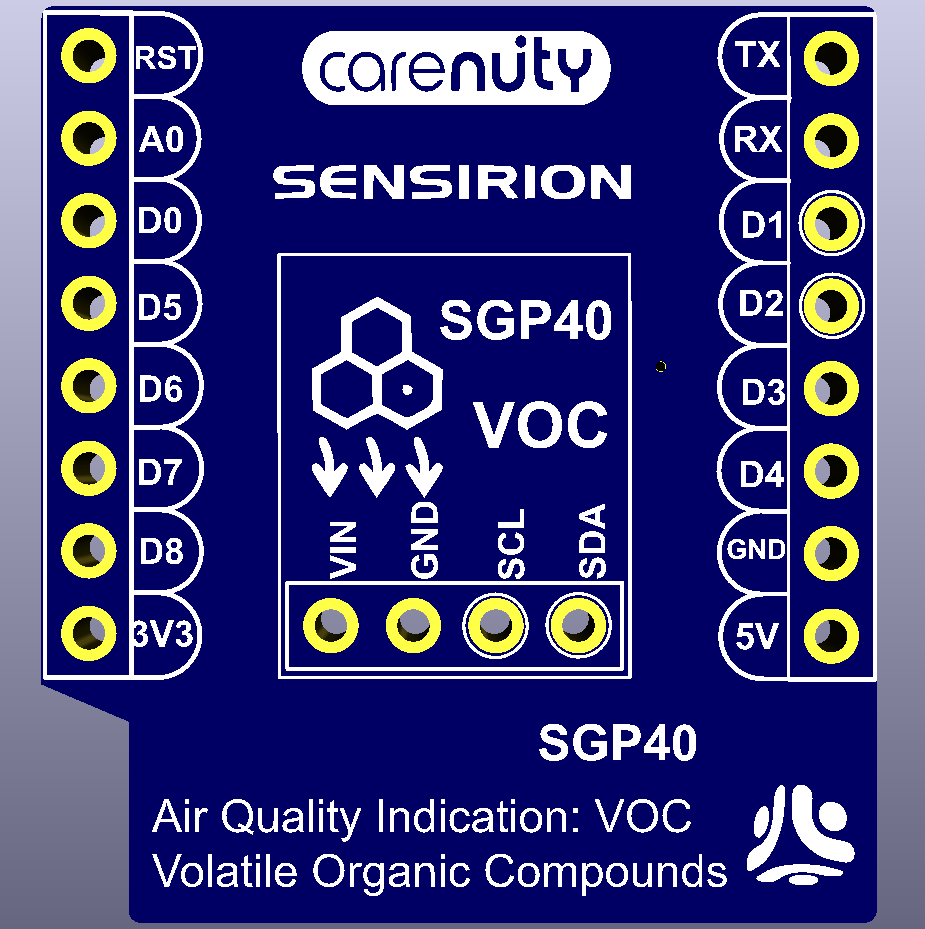 carenuty
SENSIRION
RST
A0
D0
D5
D6
D7
D8
3V3
TX
RX
D1
D2
D3
D4
GND
5V
SGP40
VOC
VIN
GND
SCL
SDA
SGP40
Air Quality Indication: VOC
Volatile Organic Compounds